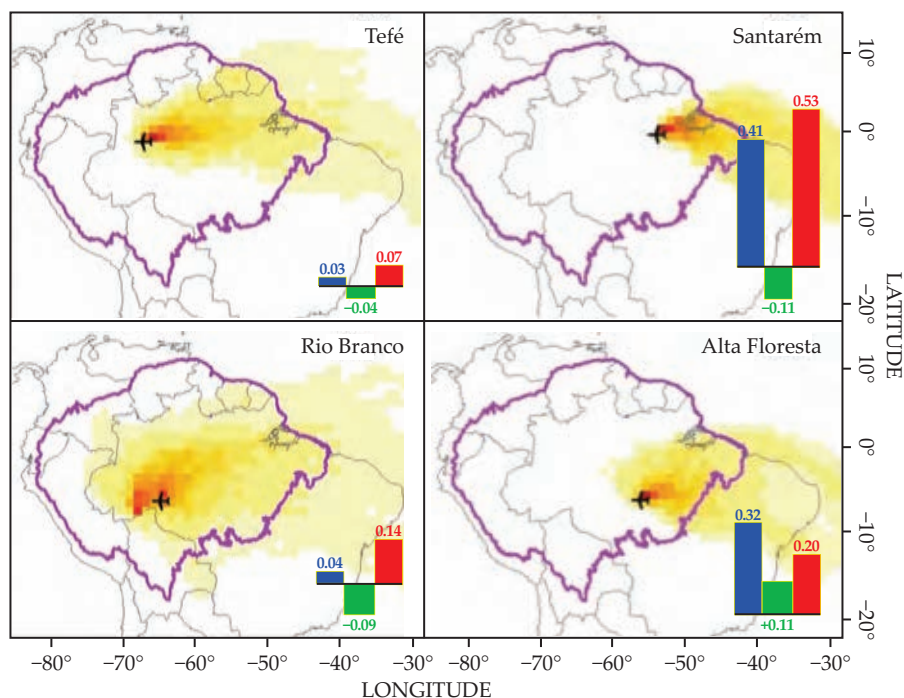 Tefé
0.03
0.07
−0.04
Santarém
0.41
0.53
−0.11
10°
0°
−10°
−20°
LATITUDE
Rio Branco
0.04
0.14
−0.09
Alta Floresta
0.32
0.20
+0.11
10°
0°
−10°
−20°
−80° −70° −60° −50° −40° −30° −80° −70° −60° −50° −40° −30°
LONGITUDE